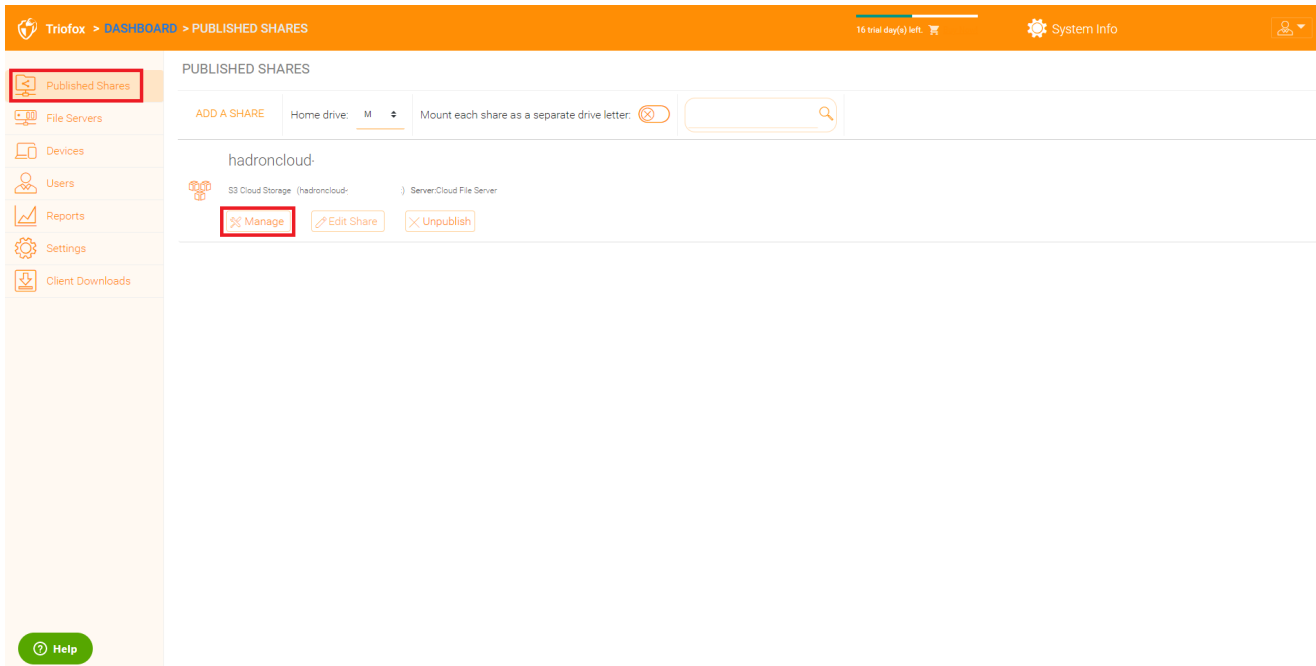 Triofox > DASHBOARD > PUBLISHED SHARES
16 trial day(s) left.
System Info
Published Shares
File Servers
Devices
Users
Reports
Settings
Client Downloads
PUBLISHED SHARES
ADD A SHARE Home drive: M Mount each share as a separate drive letter:
hadroncloud-
S3 Cloud Storage (hadroncloud- ) Server:Cloud File Server
Manage Edit Share Unpublish
Help